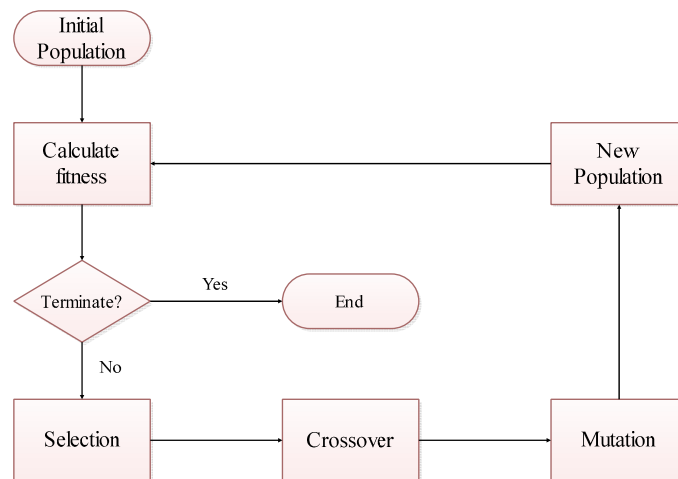 Initial
Population
Calculate
fitness
New
Population
Terminate?
Yes
End
No
Selection
Crossover
Mutation